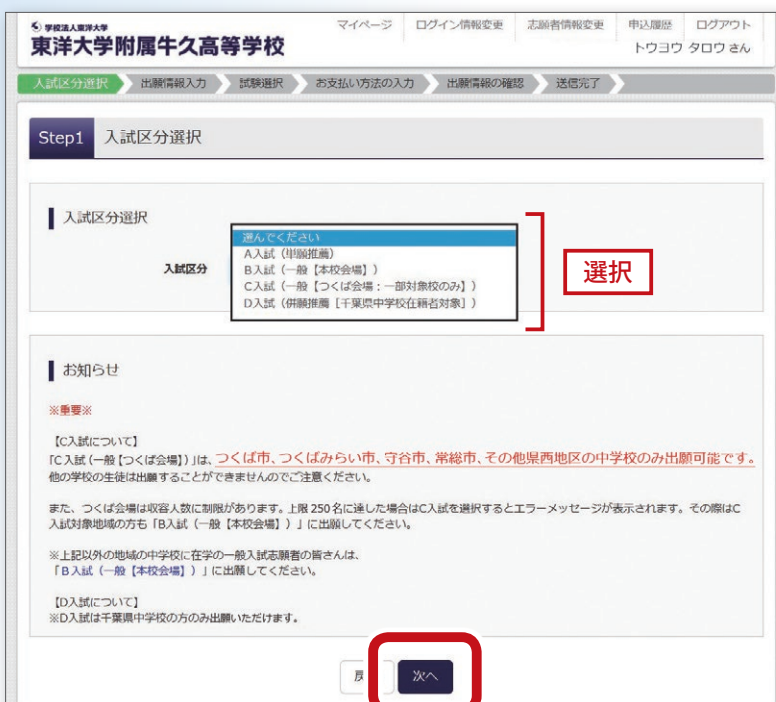 学校法人東洋大学
東洋大学附属牛久高等学校
マイページ ログイン情報変更 志願者情報変更 申込履歴 ログアウト
トウヨウ タロウ さん
入試区分選択 出願情報入力 試験選択 お支払い方法の入力 出願情報の確認 送信完了
Step1 入試区分選択
入試区分選択
入試区分
選んでください
A入試（単願推薦）
B入試（一般【本校会場】）
C入試（一般【つくば会場：一部対象校のみ】）
D入試（併願推薦［千葉県中学校在籍者対象］）
選択
お知らせ
※重要※
【C入試について】
「C入試（一般【つくば会場】）」は、つくば市、つくばみらい市、守谷市、常総市、その他県西地区の中学校のみ出願可能です。
他の学校の生徒は出願することができませんのでご注意ください。
また、つくば会場は収容人数に制限があります。上限250名に達した場合はC入試を選択するとエラーメッセージが表示されます。その際はC
入試対象地域の方も「B入試（一般【本校会場】）」に出願してください。
※上記以外の地域の中学校に在学の一般入試志願者の皆さんは、
「B入試（一般【本校会場】）」に出願してください。
【D入試について】
※D入試は千葉県中学校の方のみ出願いただけます。
次へ